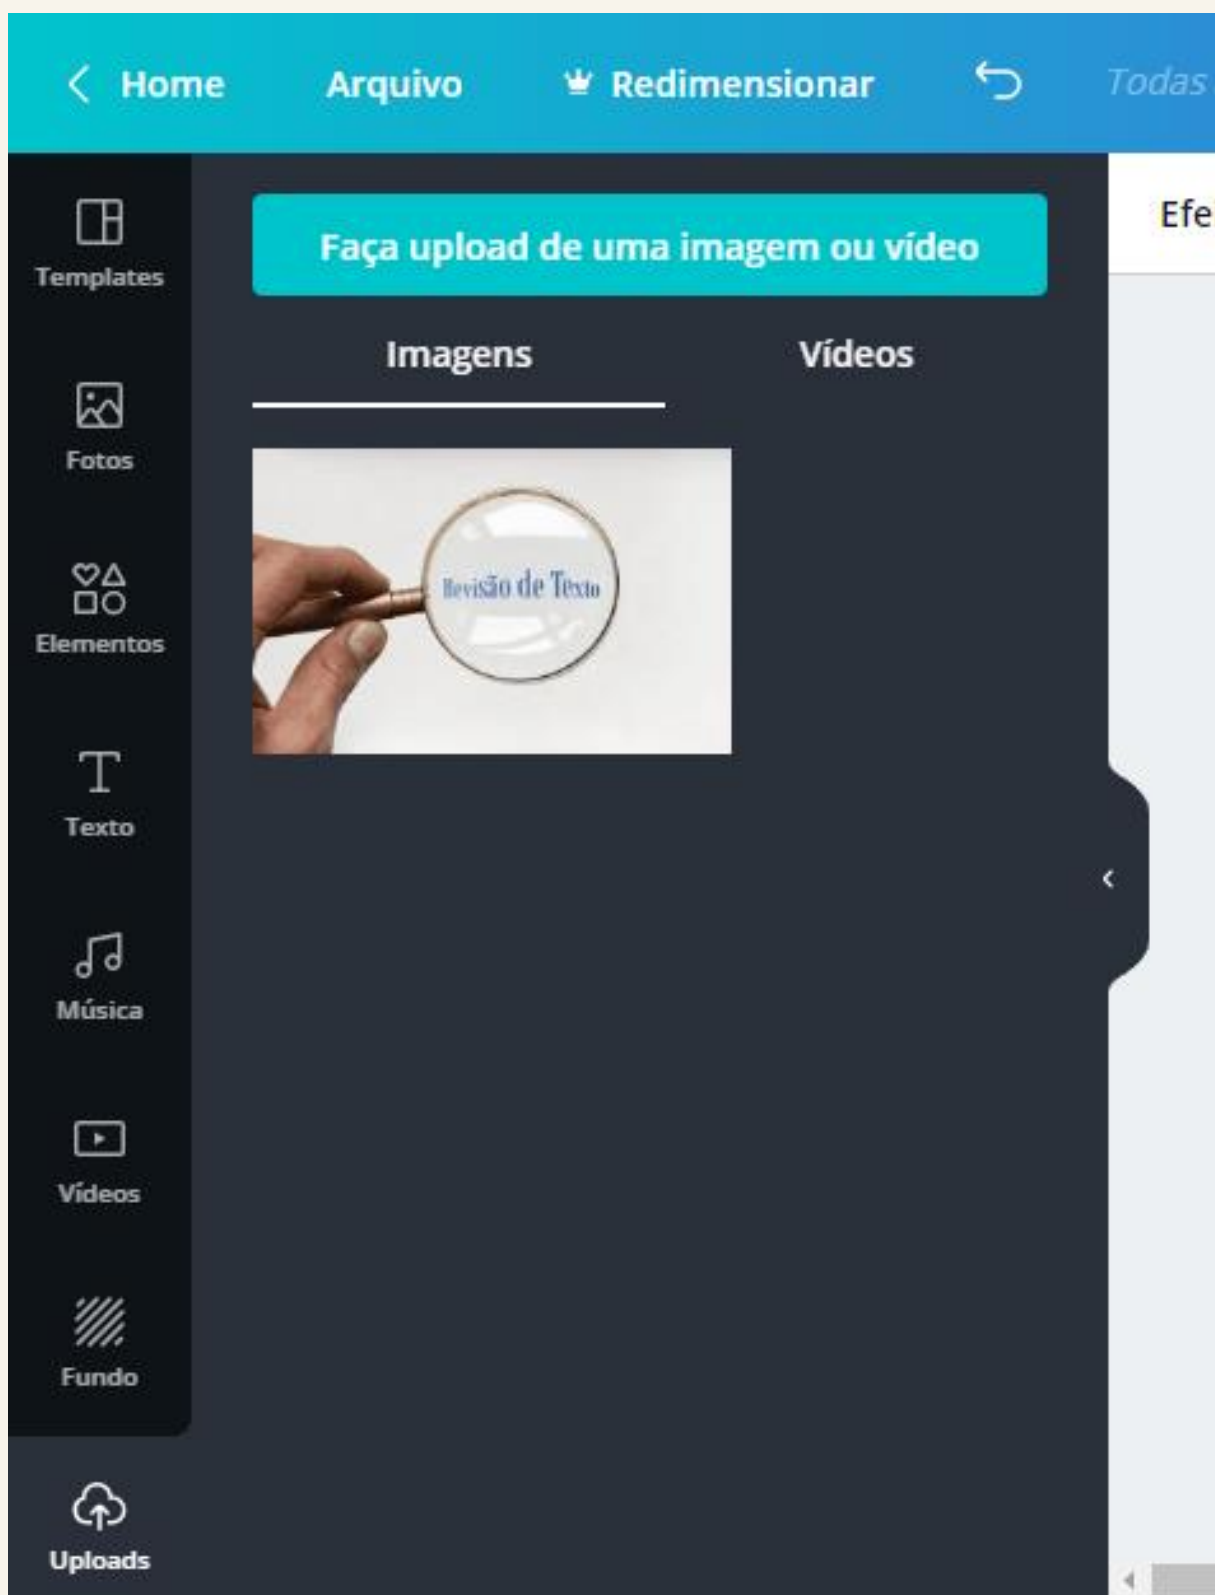 Home Arquivo Redimensionar Todas
Efe
Templates
Fotos
Elementos
Texto
Música
Vídeos
Fundo
Uploads
Faça upload de uma imagem ou vídeo
Imagens Vídeos
Revisão de Texto